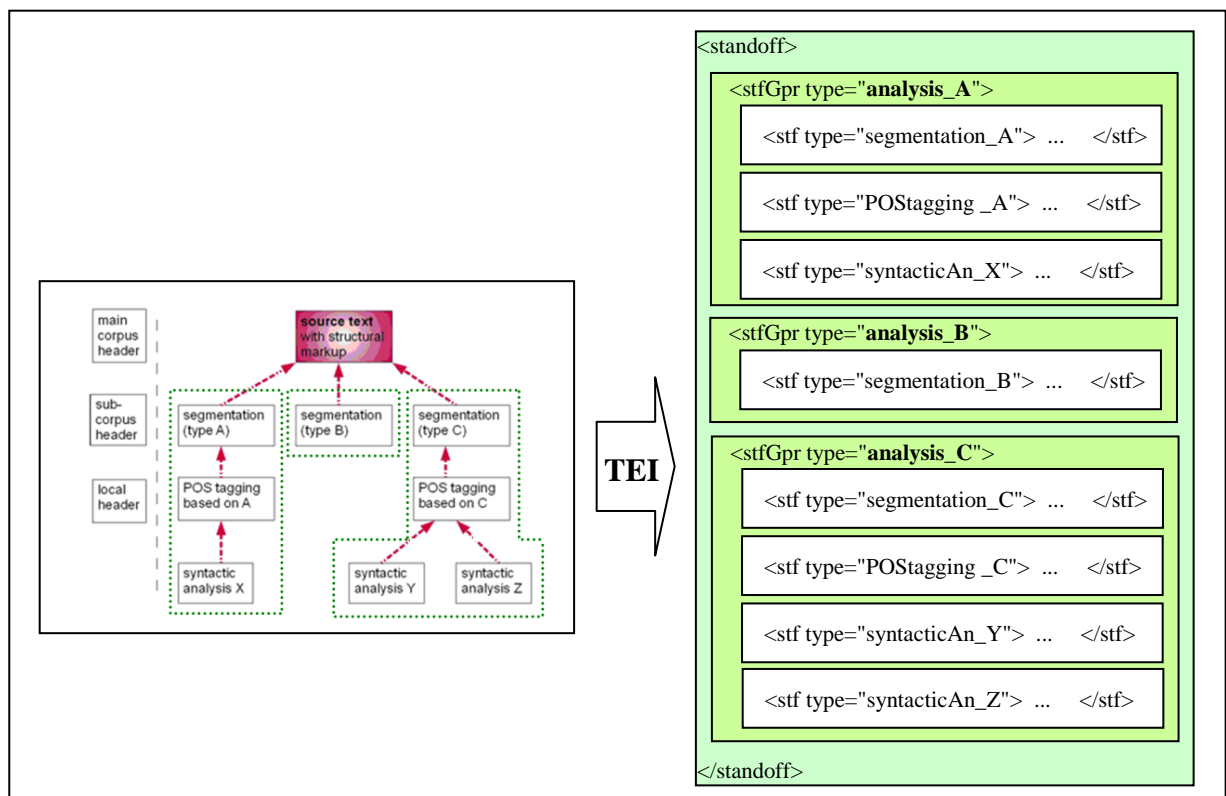 main
corpus
header
source text
with structural
markup
sub-
corpus
header
segmentation
(type A)
segmentation
(type B)
segmentation
(type C)
local
header
POS tagging
based on A
POS tagging
based on C
syntactic
analysis X
syntactic
analysis Y
syntactic
analysis Z
TEI
<standoff>
<stfGpr type="analysis_A">
<stf type="segmentation_A"> ... </stf>
<stf type="POStagging _A"> ... </stf>
<stf type="syntacticAn_X"> ... </stf>
<stfGpr type="analysis_B">
<stf type="segmentation_B"> ... </stf>
<stfGpr type="analysis_C">
<stf type="segmentation_C"> ... </stf>
<stf type="POStagging _C"> ... </stf>
<stf type="syntacticAn_Y"> ... </stf>
<stf type="syntacticAn_Z"> ... </stf>
</standoff>